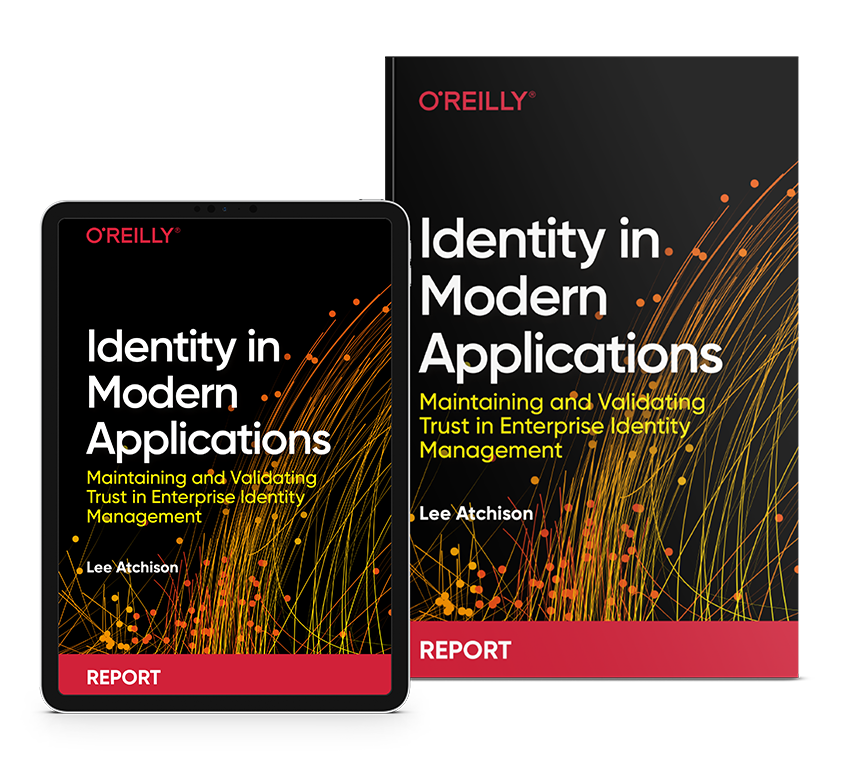 O'REILLY®
Identity in
Modern
Applications
Maintaining and Validating
Trust in Enterprise Identity
Management
Lee Atchison
REPORT
O'REILLY®
Identity in
Modern
Applications
Maintaining and Validating
Trust in Enterprise Identity
Management
Lee Atchison
REPORT